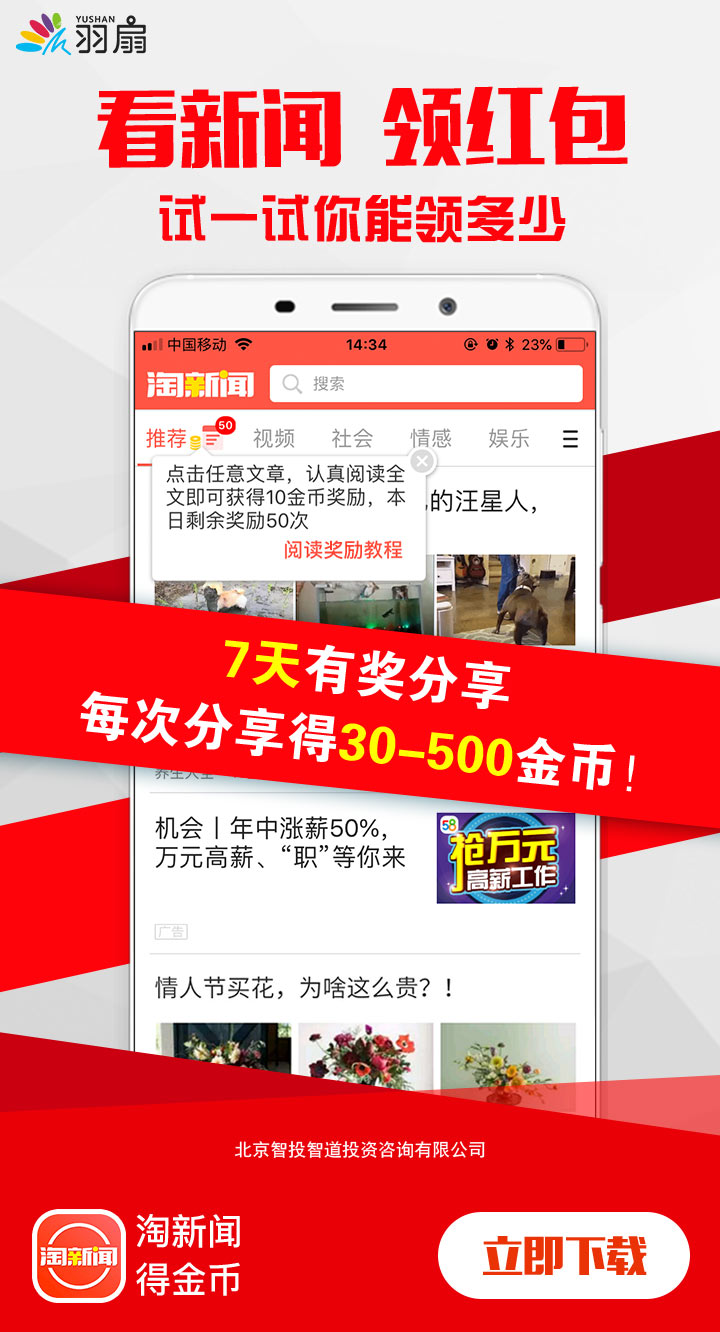 YUSHAN
羽扇
看新闻 领红包
试一试你能领多少
中国移动 14:34 23%
淘新闻 搜索
推荐 50 视频 社会 情感 娱乐
点击任意文章，认真阅读全
文即可获得10金币奖励，本
日剩余奖励50次
阅读奖励教程
的汪星人，
7天有奖分享
每次分享得30-500金币！
机会丨年中涨薪50%，
万元高薪、“职”等你来
58
抢万元
高薪工作
广告
情人节买花，为啥这么贵？！
北京智投智道投资咨询有限公司
淘新闻
淘新闻
得金币
立即下载